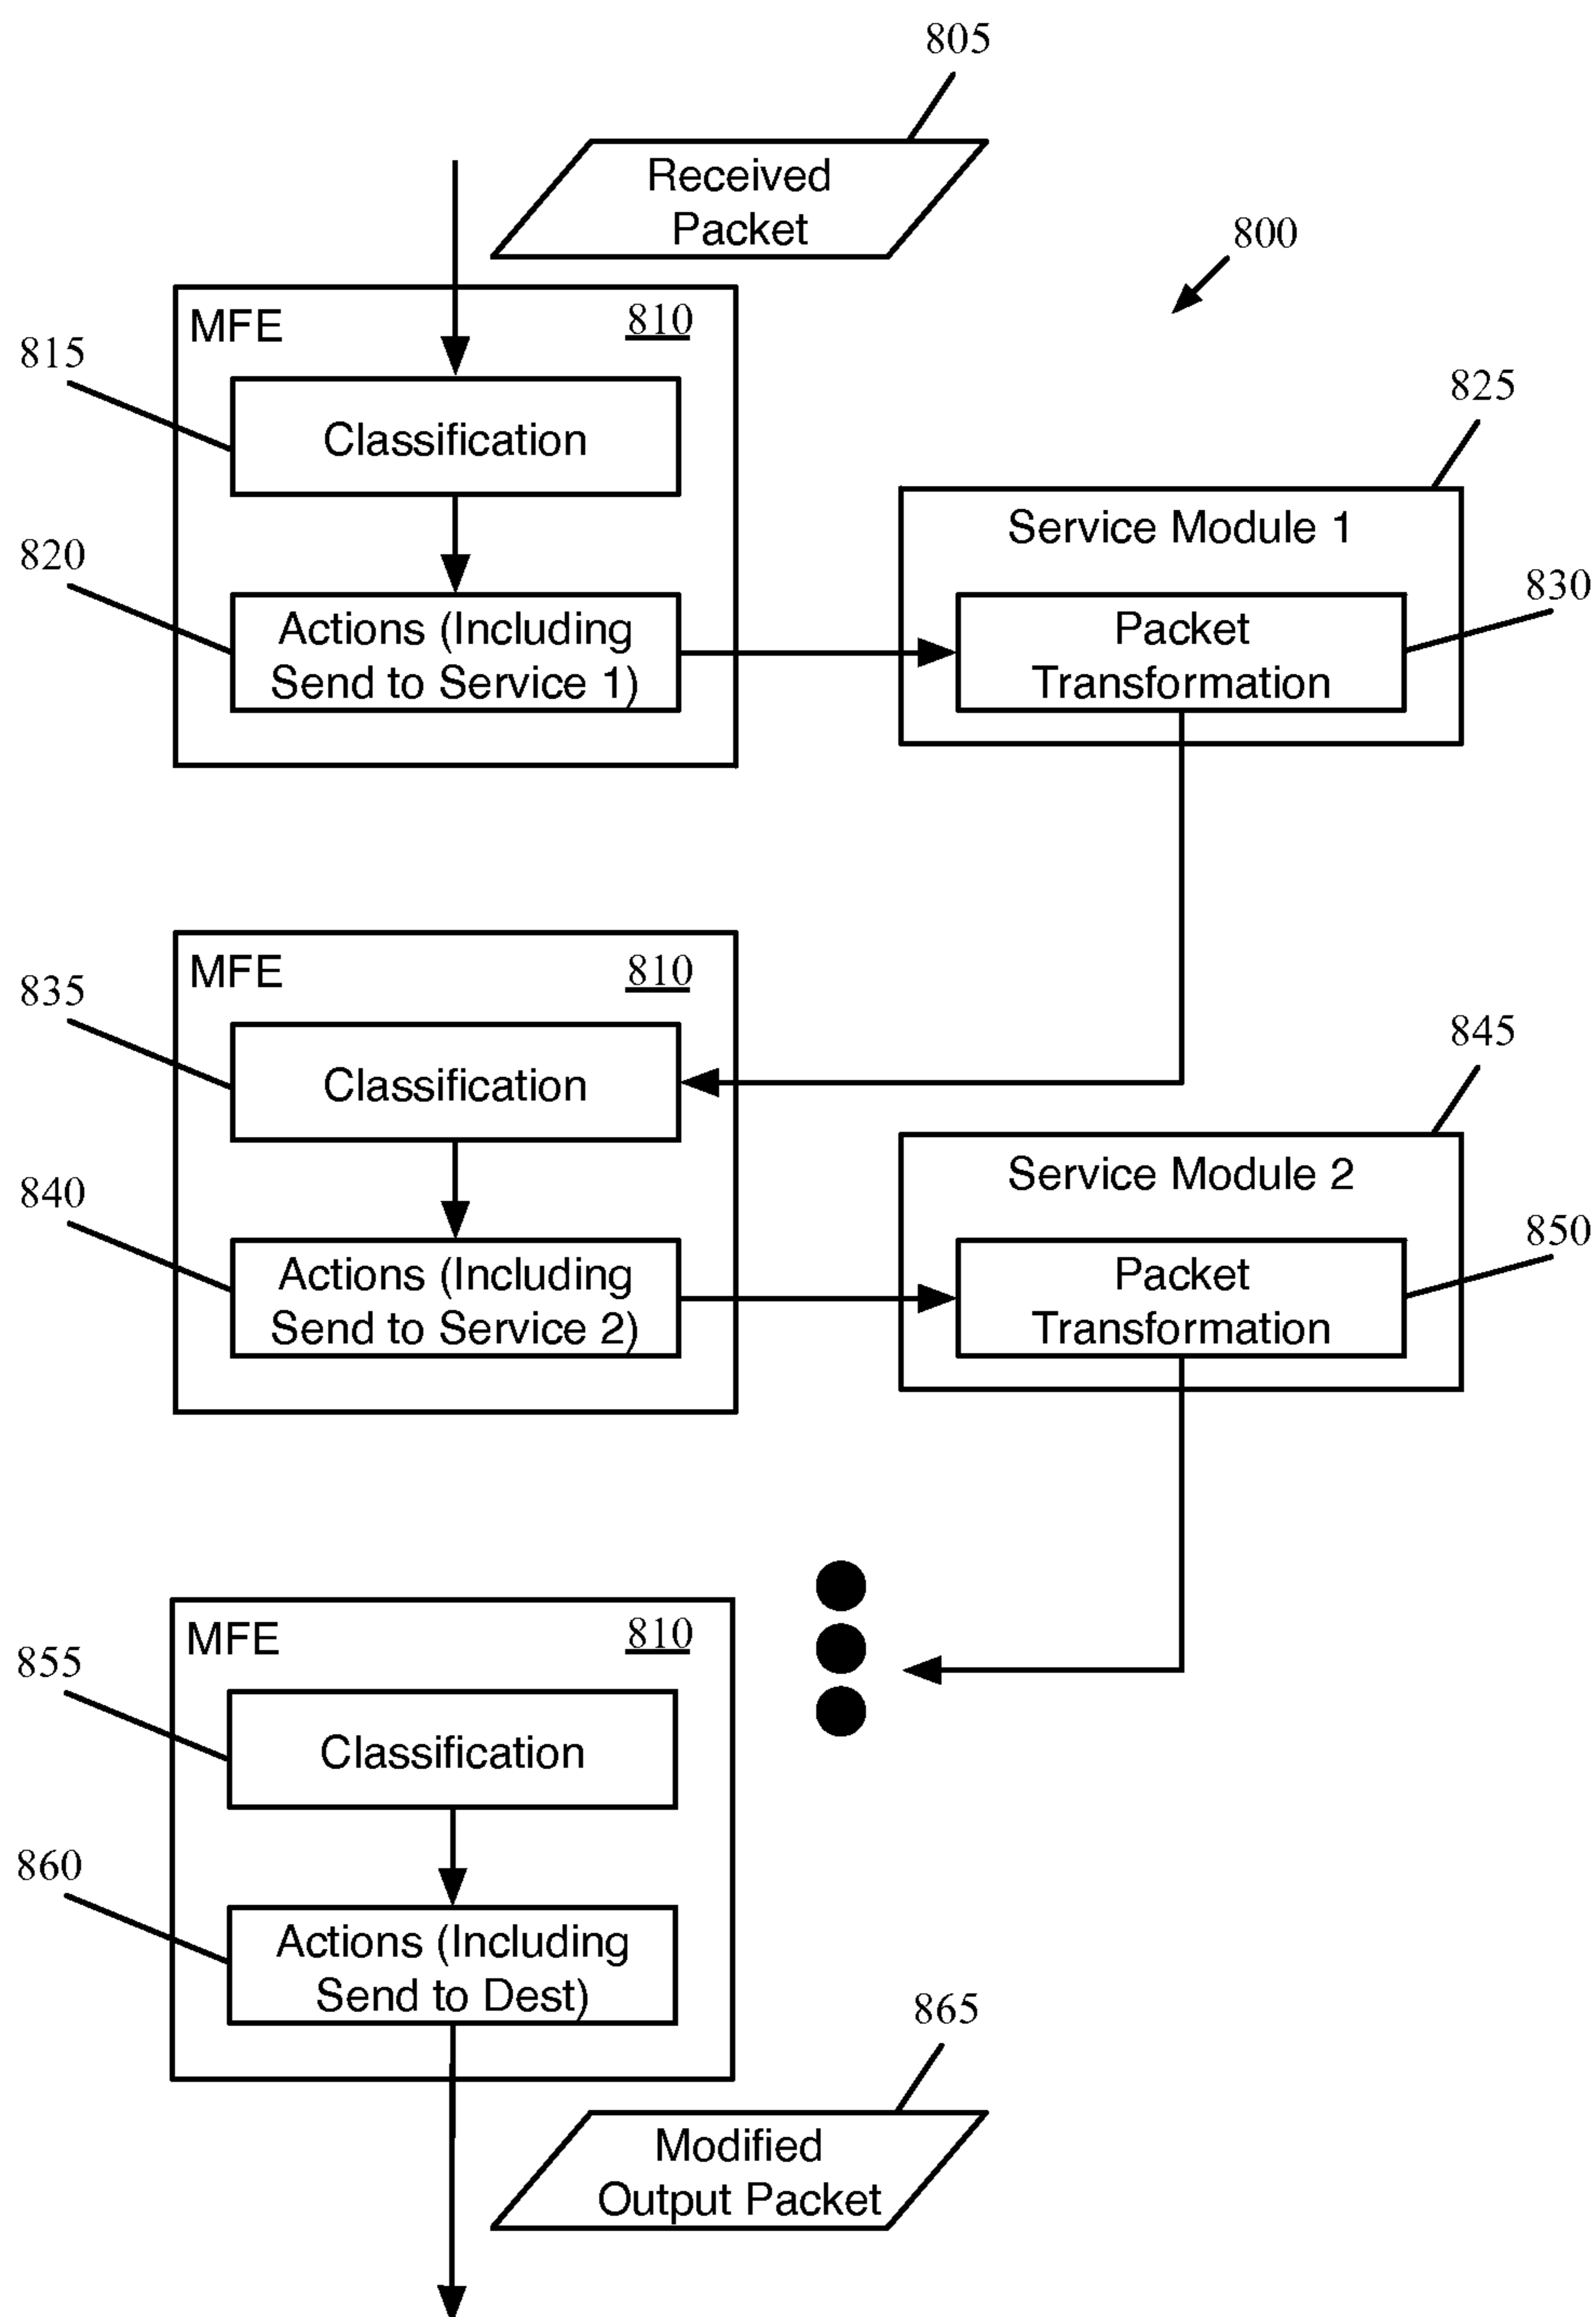 805
Received
Packet
800
MFE
810
815
Classification
825
Service Module 1
820
Actions (Including
Send to Service 1)
830
Packet
Transformation
MFE
810
835
Classification
845
Service Module 2
840
Actions (Including
Send to Service 2)
850
Packet
Transformation
MFE
810
855
Classification
860
Actions (Including
Send to Dest)
865
Modified
Output Packet